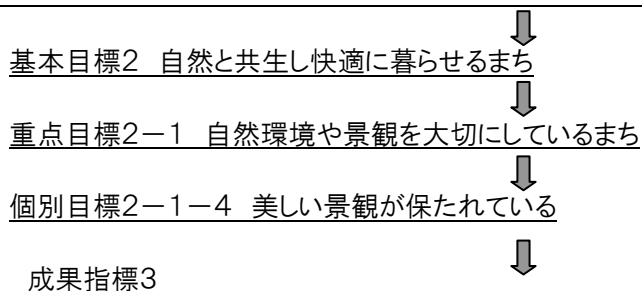 基本目標2　自然と共生し快適に暮らせるまち
重点目標2－1　自然環境や景観を大切にしているまち
個別目標2－1－4　美しい景観が保たれている
成果指標3